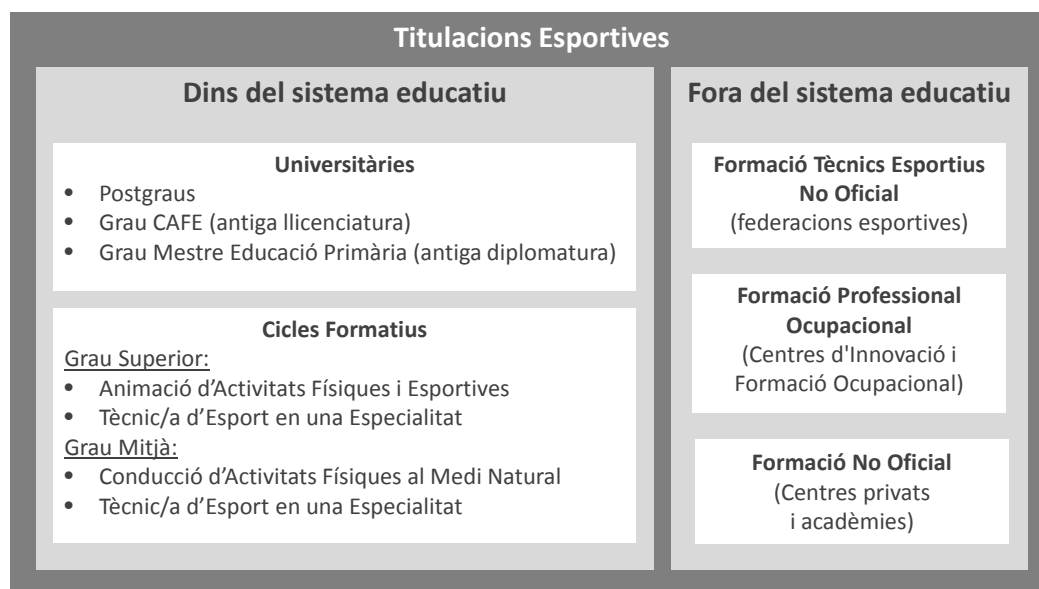 Titulacions Esportives
Dins del sistema educatiu
Universitàries
• Postgraus
• Grau CAFE (antiga llicenciatura)
• Grau Mestre Educació Primària (antiga diplomatura)
Cicles Formatius
Grau Superior:
• Animació d’Activitats Físiques i Esportives
• Tècnic/a d’Esport en una Especialitat
Grau Mitjà:
• Conducció d’Activitats Físiques al Medi Natural
• Tècnic/a d’Esport en una Especialitat
Fora del sistema educatiu
Formació Tècnics Esportius
No Oficial
(federacions esportives)
Formació Professional
Ocupacional
(Centres d'Innovació i
Formació Ocupacional)
Formació No Oficial
(Centres privats
i acadèmies)